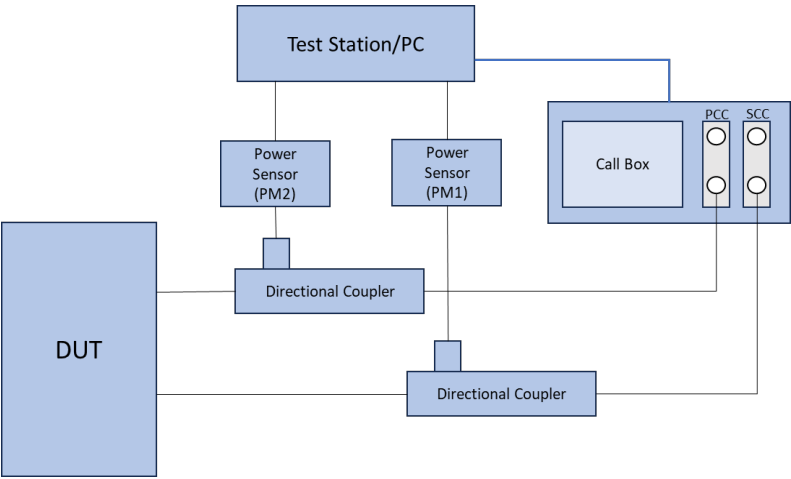 Test Station/PC
PCC SCC
Power
Sensor
(PM2)
Power
Sensor
(PM1)
Call Box
Directional Coupler
DUT
Directional Coupler